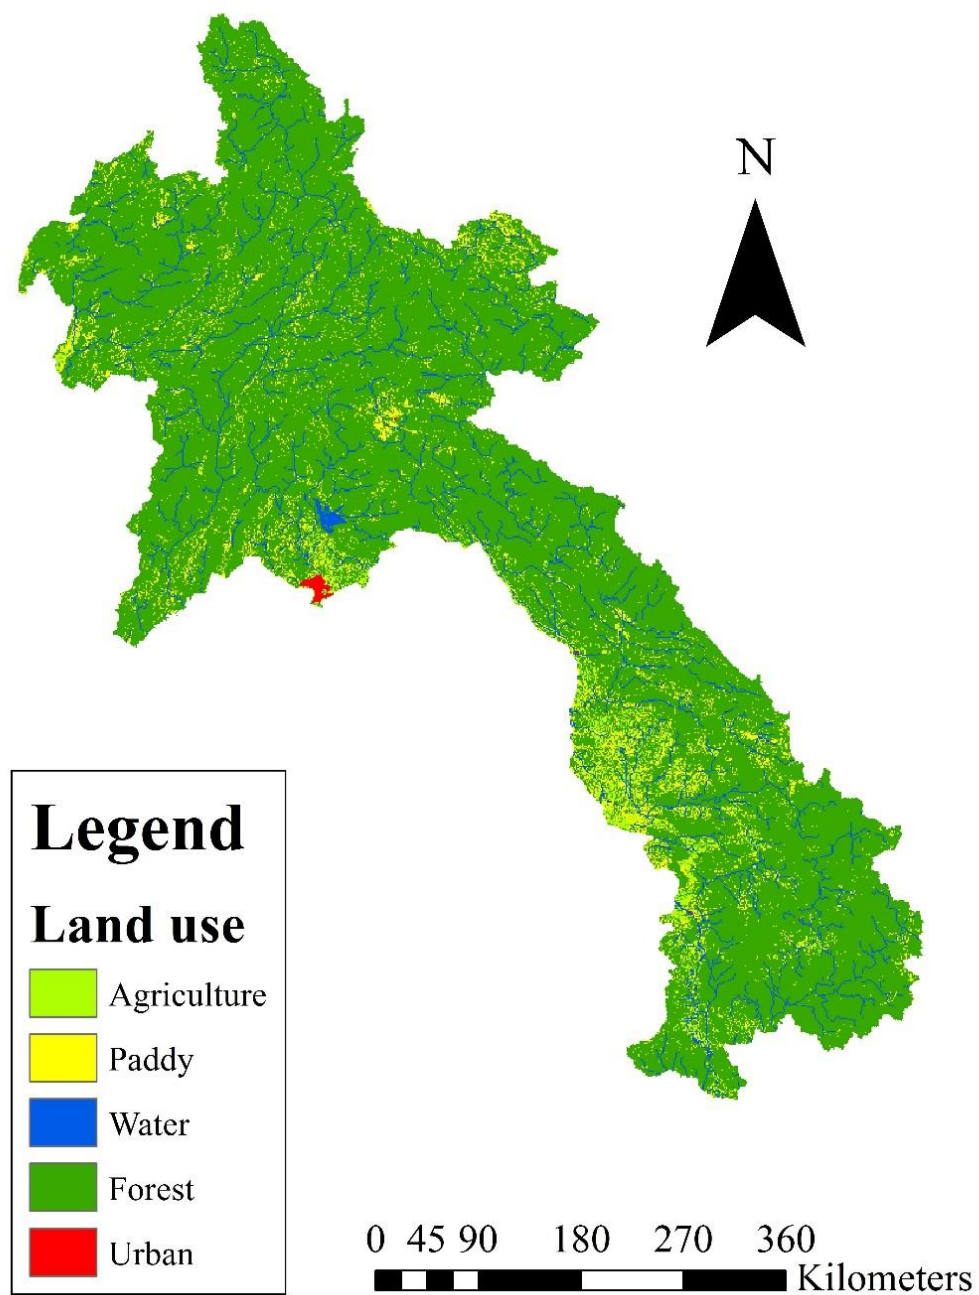 N
Legend
Land use
Agriculture
Paddy
Water
Forest
Urban
0 45 90 180 270 360
Kilometers